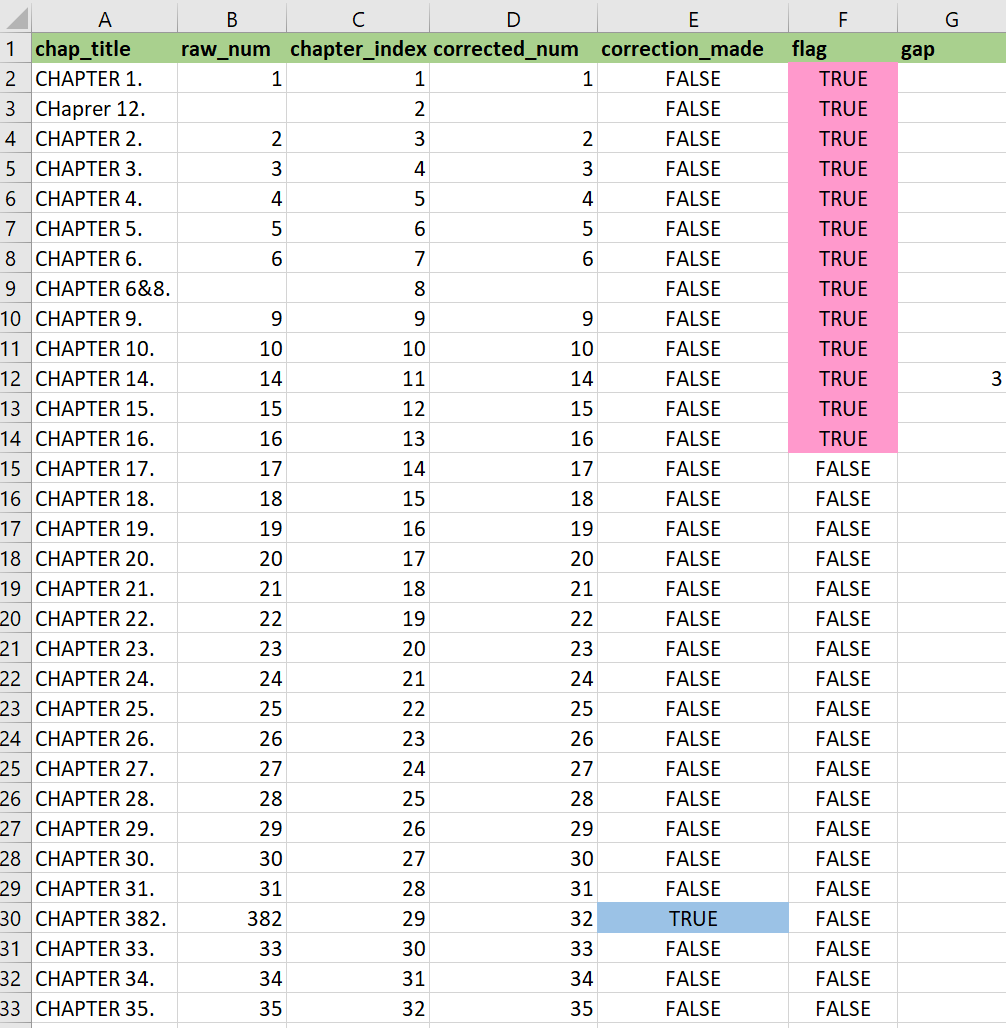 A B C D E F G
1 chap_title raw_num chapter_index corrected_num correction_made flag gap
2 CHAPTER 1. 1 1 1 FALSE TRUE
3 CHaprer 12. 2 FALSE TRUE
4 CHAPTER 2. 2 3 2 FALSE TRUE
5 CHAPTER 3. 3 4 3 FALSE TRUE
6 CHAPTER 4. 4 5 4 FALSE TRUE
7 CHAPTER 5. 5 6 5 FALSE TRUE
8 CHAPTER 6. 6 7 6 FALSE TRUE
9 CHAPTER 6&8. 8 FALSE TRUE
10 CHAPTER 9. 9 9 9 FALSE TRUE
11 CHAPTER 10. 10 10 10 FALSE TRUE
12 CHAPTER 14. 14 11 14 FALSE TRUE 3
13 CHAPTER 15. 15 12 15 FALSE TRUE
14 CHAPTER 16. 16 13 16 FALSE TRUE
15 CHAPTER 17. 17 14 17 FALSE FALSE
16 CHAPTER 18. 18 15 18 FALSE FALSE
17 CHAPTER 19. 19 16 19 FALSE FALSE
18 CHAPTER 20. 20 17 20 FALSE FALSE
19 CHAPTER 21. 21 18 21 FALSE FALSE
20 CHAPTER 22. 22 19 22 FALSE FALSE
21 CHAPTER 23. 23 20 23 FALSE FALSE
22 CHAPTER 24. 24 21 24 FALSE FALSE
23 CHAPTER 25. 25 22 25 FALSE FALSE
24 CHAPTER 26. 26 23 26 FALSE FALSE
25 CHAPTER 27. 27 24 27 FALSE FALSE
26 CHAPTER 28. 28 25 28 FALSE FALSE
27 CHAPTER 29. 29 26 29 FALSE FALSE
28 CHAPTER 30. 30 27 30 FALSE FALSE
29 CHAPTER 31. 31 28 31 FALSE FALSE
30 CHAPTER 382. 382 29 32 TRUE FALSE
31 CHAPTER 33. 33 30 33 FALSE FALSE
32 CHAPTER 34. 34 31 34 FALSE FALSE
33 CHAPTER 35. 35 32 35 FALSE FALSE